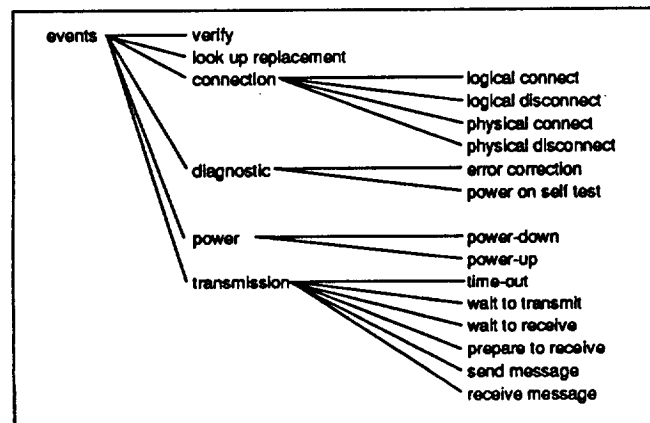 events
verify
look up replacement
connection
logical connect
logical disconnect
physical connect
physical disconnect
diagnostic
error correction
power on self test
power
power-down
power-up
transmission
time-out
wait to transmit
wait to receive
prepare to receive
send message
receive message